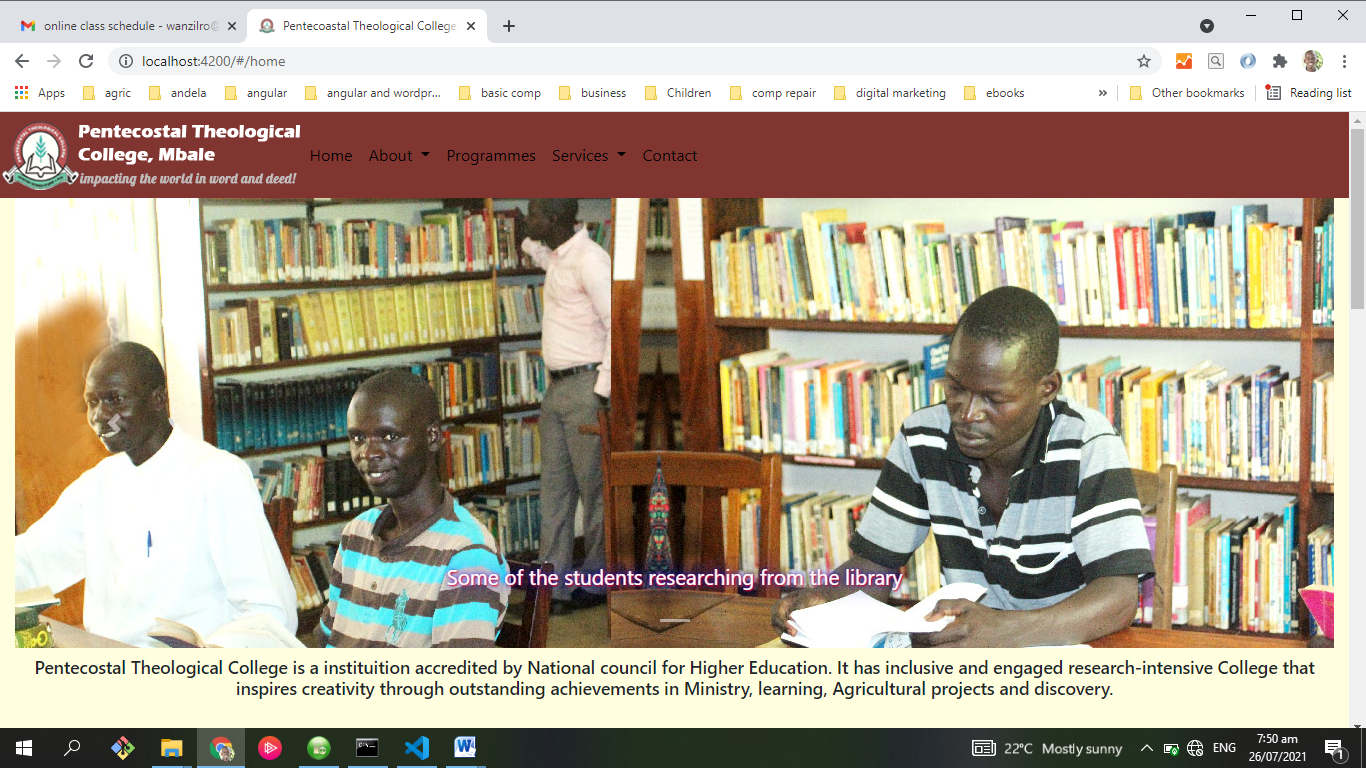 online class schedule - wanzilro@
Pentecoastal Theological College
localhost:4200/#/home
Apps
agric
andela
angular
angular and wordpr...
basic comp
business
Children
comp repair
digital marketing
ebooks
»
Other bookmarks
Reading list
Pentecostal Theological
College, Mbale
impacting the world in word and deed!
Home
About
Programmes
Services
Contact
Some of the students researching from the library
Pentecostal Theological College is a instituition accredited by National council for Higher Education. It has inclusive and engaged research-intensive College that
inspires creativity through outstanding achievements in Ministry, learning, Agricultural projects and discovery.
22°C Mostly sunny
ENG
7:50 am
26/07/2021
1